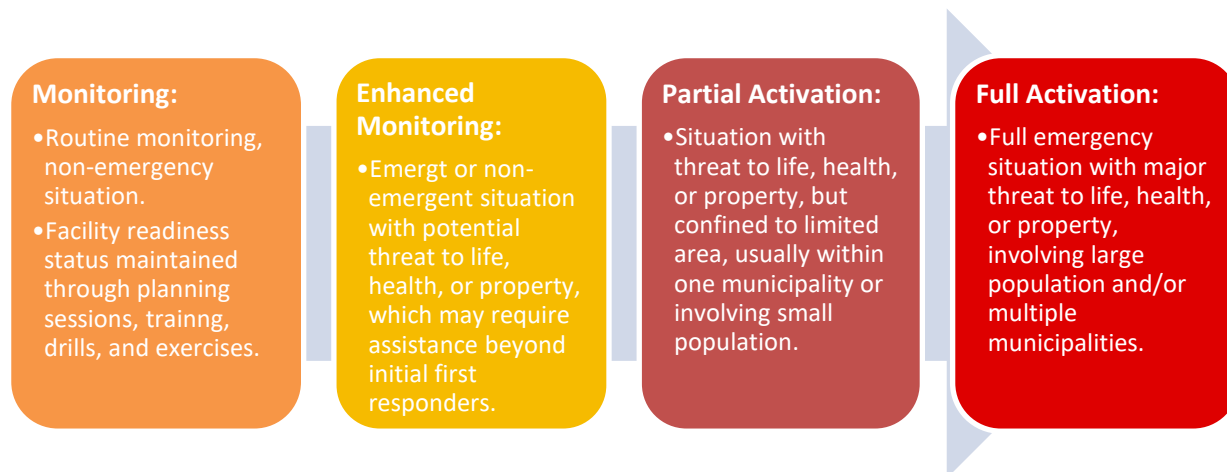 Monitoring:
•Routine monitoring,
non-emergency
situation.
•Facility readiness
status maintained
through planning
sessions, trainng,
drills, and exercises.
Enhanced
Monitoring:
•Emergt or non-
emergent situation
with potential
threat to life,
health, or property,
which may require
assistance beyond
initial first
responders.
Partial Activation:
•Situation with
threat to life, health,
or property, but
confined to limited
area, usually within
one municipality or
involving small
population.
Full Activation:
•Full emergency
situation with major
threat to life, health,
or property,
involving large
population and/or
multiple
municipalities.